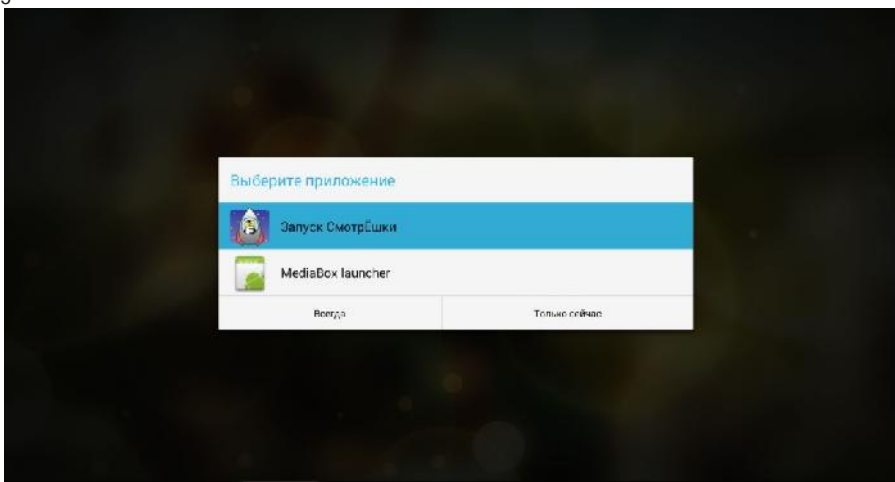 Выберите приложение
Запуск СмотрЁшки
MediaBox launcher
Всегда
Только сейчас